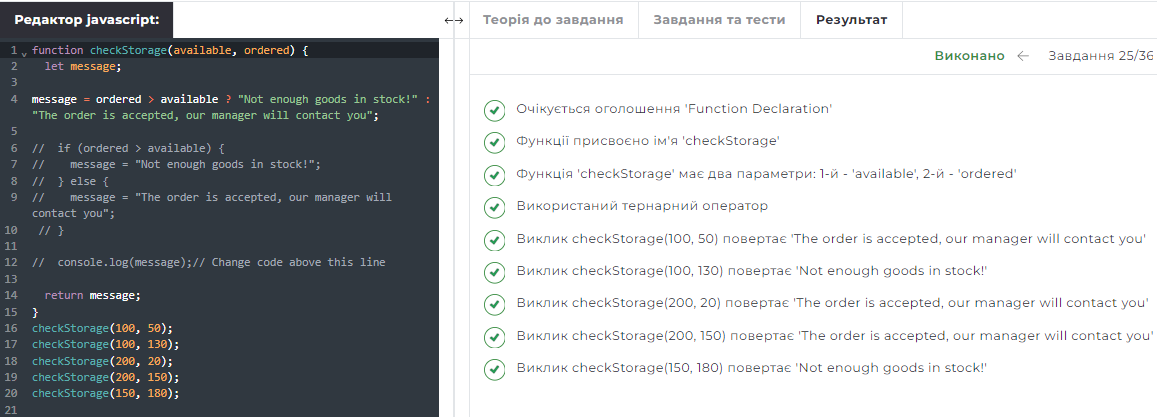 Редактор javascript:
Теорія до завдання
Завдання та тести
Результат
Виконано
Завдання 25/36
1 function checkStorage(available, ordered) {
2 let message;
3
4 message = ordered > available ? "Not enough goods in stock!" :
"The order is accepted, our manager will contact you";
5
6 // if (ordered > available) {
7 // message = "Not enough goods in stock!";
8 // } else {
9 // message = "The order is accepted, our manager will
contact you";
10 // }
11
12 // console.log(message);// Change code above this line
13
14 return message;
15 }
16 checkStorage(100, 50);
17 checkStorage(100, 130);
18 checkStorage(200, 20);
19 checkStorage(200, 150);
20 checkStorage(150, 180);
21
Очікується оголошення 'Function Declaration'
Функції присвоєно ім'я 'checkStorage'
Функція 'checkStorage' має два параметри: 1-й - 'available', 2-й - 'ordered'
Використаний тернарний оператор
Виклик checkStorage(100, 50) повертає 'The order is accepted, our manager will contact you'
Виклик checkStorage(100, 130) повертає 'Not enough goods in stock!'
Виклик checkStorage(200, 20) повертає 'The order is accepted, our manager will contact you'
Виклик checkStorage(200, 150) повертає 'The order is accepted, our manager will contact you'
Виклик checkStorage(150, 180) повертає 'Not enough goods in stock!'